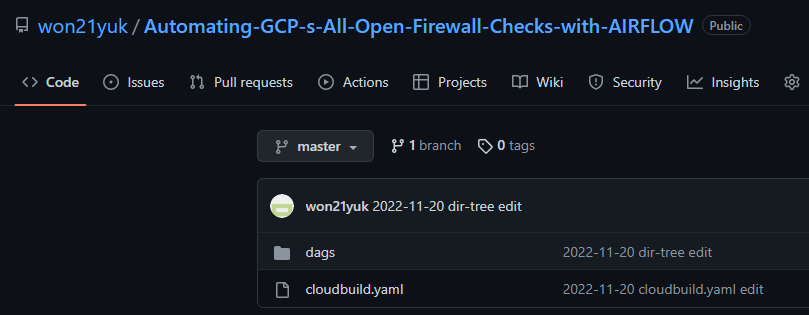 won21yuk / Automating-GCP-s-All-Open-Firewall-Checks-with-AIRFLOW Public
Code Issues Pull requests Actions Projects Wiki Security Insights
master 1 branch 0 tags
won21yuk 2022-11-20 dir-tree edit
dags 2022-11-20 dir-tree edit
cloudbuild.yaml 2022-11-20 cloudbuild.yaml edit